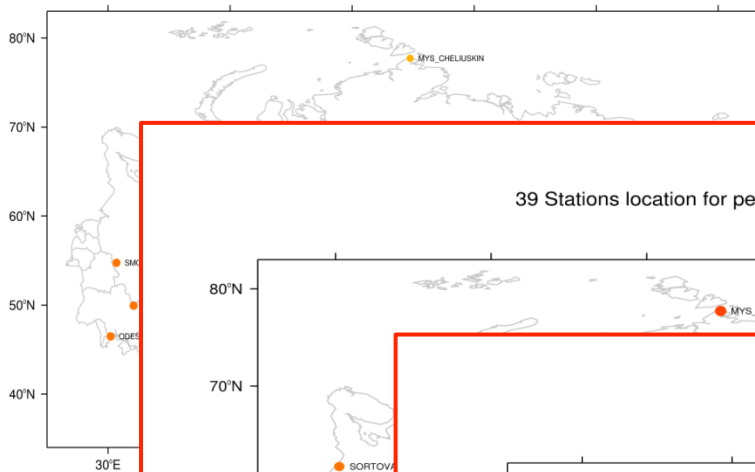 80°N
MYS_CHELIUSKIN
70°N
60°N
50°N
40°N
30°E
SMO
ODES
39 Stations location for pe
80°N
MYS_
70°N
SORTOVA